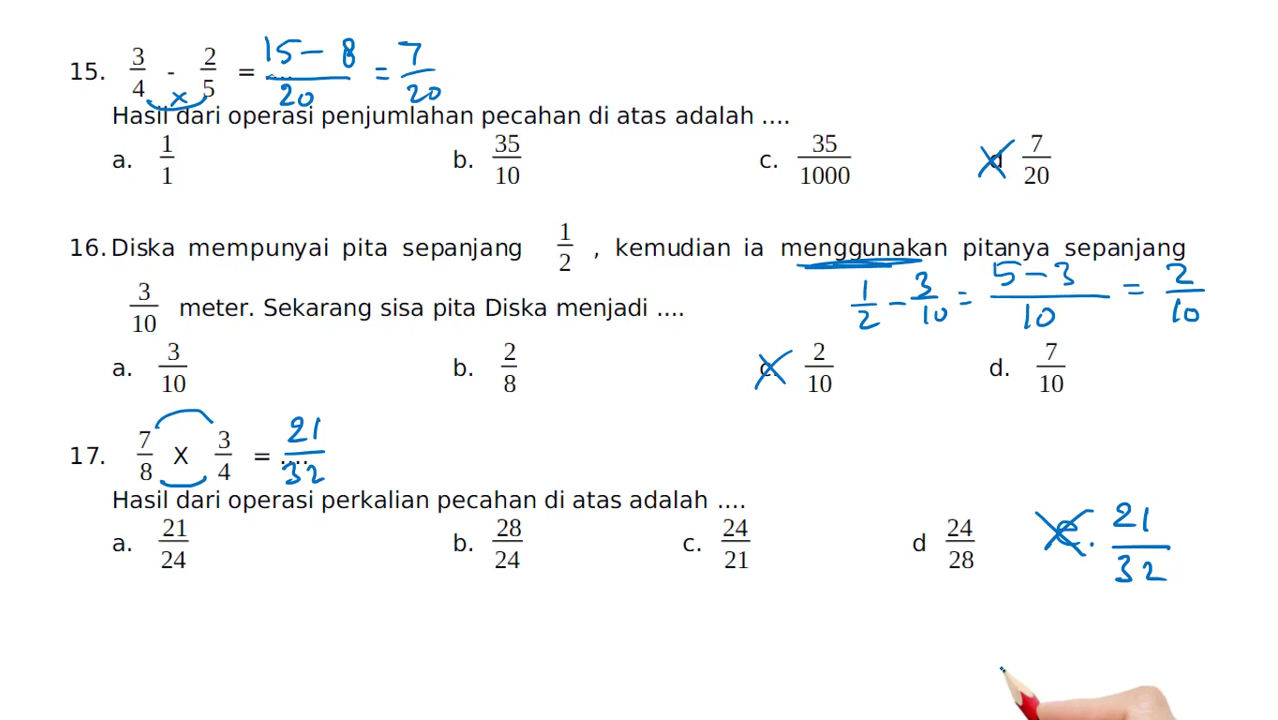 15. 3/4 - 2/5 = .... 15 - 8 / 20 = 7/20
x
Hasil dari operasi penjumlahan pecahan di atas adalah ....
a. 1/1 b. 35/10 c. 35/1000 d 7/20
16. Diska mempunyai pita sepanjang 1/2 , kemudian ia menggunakan pitanya sepanjang
3/10 meter. Sekarang sisa pita Diska menjadi ....
1/2 - 3/10 = 5 - 3 / 10 = 2/10
a. 3/10 b. 2/8 c. 2/10 d. 7/10
17. 7/8 X 3/4 = .... 21/32
Hasil dari operasi perkalian pecahan di atas adalah ....
a. 21/24 b. 28/24 c. 24/21 d 24/28 e. 21/32